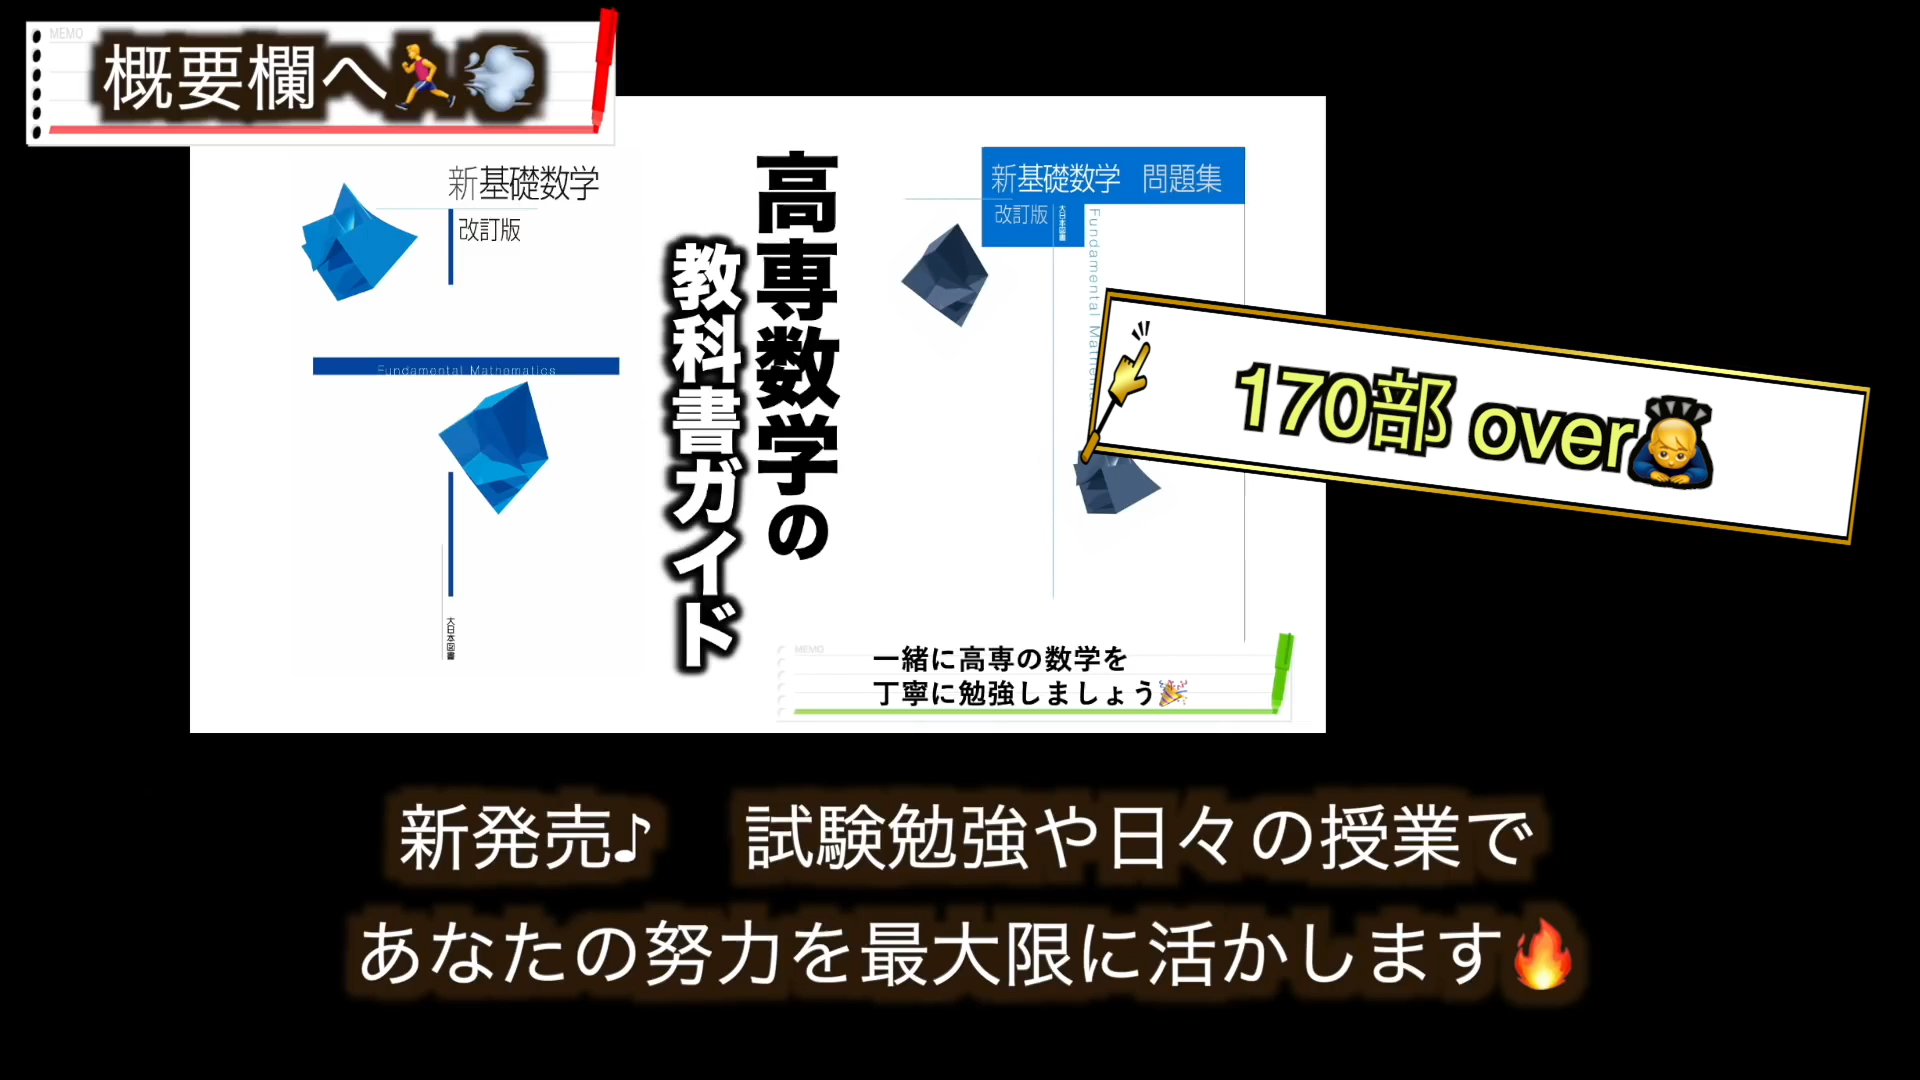 MEMO
概要欄へ🏃💨
新基礎数学
改訂版
Fundamental Mathematics
大日本図書
高専数学の
教科書ガイド
新基礎数学 問題集
改訂版
大日本図書
Fundamental Mathem
170部 over🙇
MEMO
一緒に高専の数学を
丁寧に勉強しましょう🎉
新発売♪ 試験勉強や日々の授業で
あなたの努力を最大限に活かします🔥